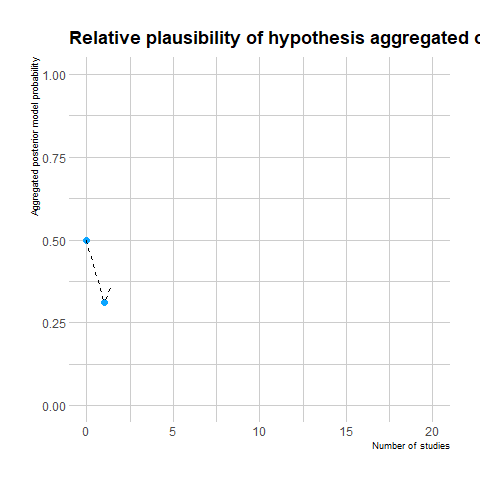 Relative plausibility of hypothesis aggregated
Aggregated posterior model probability
1.00
0.75
0.50
0.25
0.00
0 5 10 15 20
Number of studies